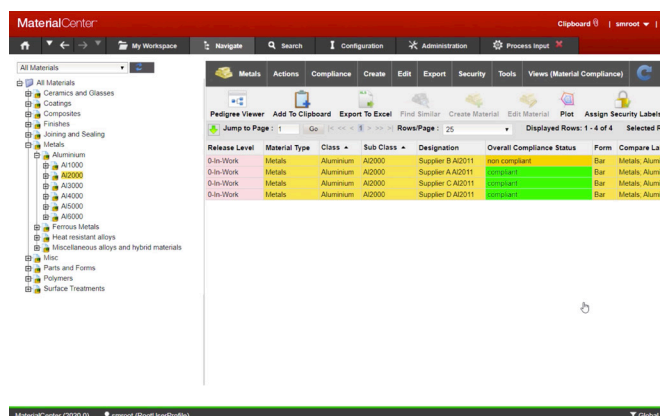 MaterialCenter
Clipboard 0 | smroot
My Workspace Navigate Search Configuration Administration Process Input
All Materials
Metals Actions Compliance Create Edit Export Security Tools Views (Material Compliance)
All Materials
Ceramics and Glasses
Coatings
Composites
Finishes
Joining and Sealing
Metals
Aluminium
Al1000
Al2000
Al3000
Al4000
Al5000
Al6000
Ferrous Metals
Heat resistant alloys
Miscellaneous alloys and hybrid materials
Misc
Parts and Forms
Polymers
Surface Treatments
Pedigree Viewer Add To Clipboard Export To Excel Find Similar Create Material Edit Material Plot Assign Security Labels
Jump to Page : 1 Go |< << < 1 > >> >| Rows/Page : 25 Displayed Rows: 1 - 4 of 4 Selected R
Release Level Material Type Class Sub Class Designation Overall Compliance Status Form Compare La
0-In-Work Metals Aluminium Al2000 Supplier B Al2011 non compliant Bar Metals; Alumi
0-In-Work Metals Aluminium Al2000 Supplier A Al2011 compliant Bar Metals; Alumi
0-In-Work Metals Aluminium Al2000 Supplier C Al2011 compliant Bar Metals; Alumi
0-In-Work Metals Aluminium Al2000 Supplier D Al2011 compliant Bar Metals; Alumi
MaterialCenter (2020.0) smroot (RootUserProfile) Global